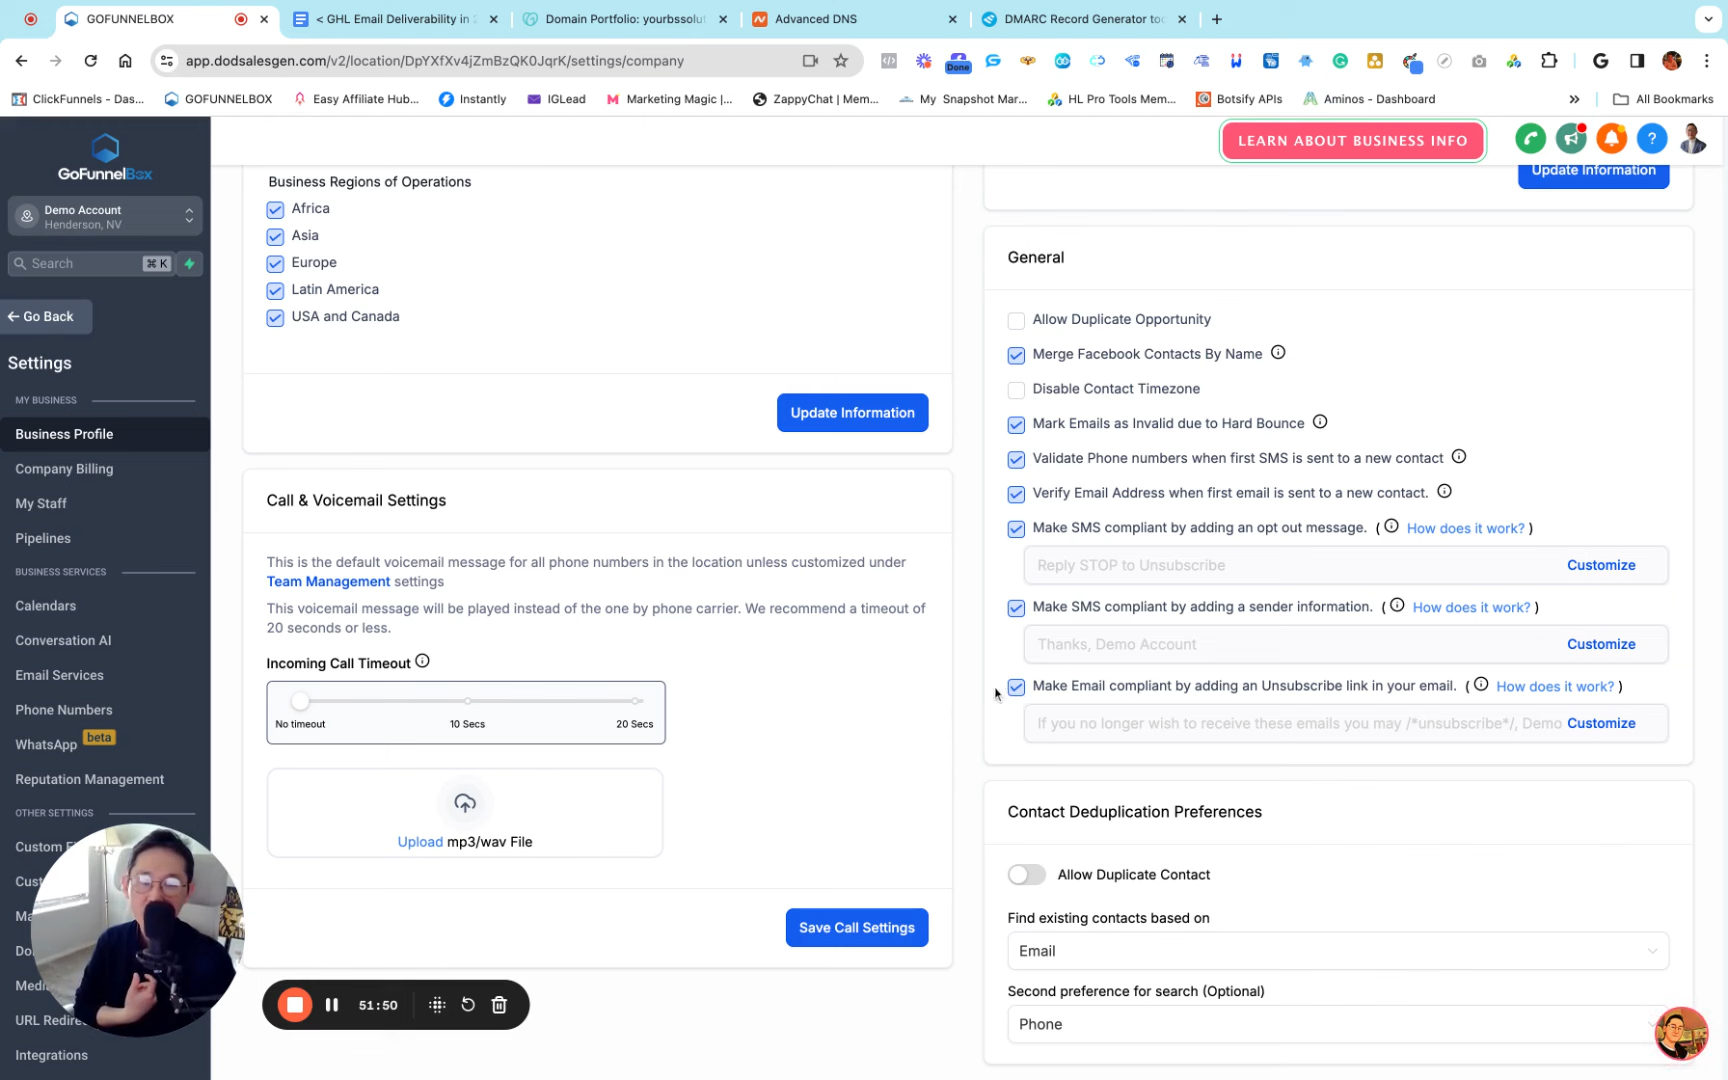 GOFUNNELBOX
< GHL Email Deliverability in 2
Domain Portfolio: yourbssolut
Advanced DNS
DMARC Record Generator too
app.dodsalesgen.com/v2/location/DpYXfXv4jZmBzQK0JqrK/settings/company
Done
ClickFunnels - Das...
GOFUNNELBOX
Easy Affiliate Hub...
Instantly
IGLead
Marketing Magic |...
ZappyChat | Mem...
My Snapshot Mar...
HL Pro Tools Mem...
Botsify APIs
Aminos - Dashboard
All Bookmarks
GoFunnelBox
Demo Account
Henderson, NV
Search
⌘ K
Go Back
Settings
MY BUSINESS
Business Profile
Company Billing
My Staff
Pipelines
BUSINESS SERVICES
Calendars
Conversation AI
Email Services
Phone Numbers
WhatsApp beta
Reputation Management
OTHER SETTINGS
Custom F
Cust
Ma
Do
Medi
URL Redire
Integrations
LEARN ABOUT BUSINESS INFO
Business Regions of Operations
Africa
Asia
Europe
Latin America
USA and Canada
Update Information
Call & Voicemail Settings
This is the default voicemail message for all phone numbers in the location unless customized under
Team Management settings
This voicemail message will be played instead of the one by phone carrier. We recommend a timeout of
20 seconds or less.
Incoming Call Timeout
No timeout
10 Secs
20 Secs
Upload mp3/wav File
Save Call Settings
51:50
Update Information
General
Allow Duplicate Opportunity
Merge Facebook Contacts By Name
Disable Contact Timezone
Mark Emails as Invalid due to Hard Bounce
Validate Phone numbers when first SMS is sent to a new contact
Verify Email Address when first email is sent to a new contact.
Make SMS compliant by adding an opt out message. ( How does it work? )
Reply STOP to Unsubscribe
Customize
Make SMS compliant by adding a sender information. ( How does it work? )
Thanks, Demo Account
Customize
Make Email compliant by adding an Unsubscribe link in your email. ( How does it work? )
If you no longer wish to receive these emails you may /*unsubscribe*/, Demo
Customize
Contact Deduplication Preferences
Allow Duplicate Contact
Find existing contacts based on
Email
Second preference for search (Optional)
Phone